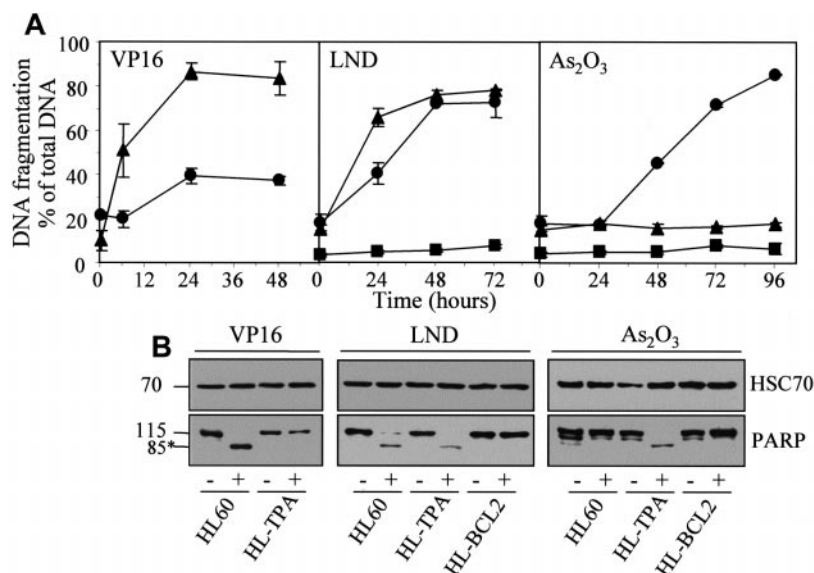 A
VP16
LND
As₂O₃
DNA fragmentation
% of total DNA
100
80
60
40
20
0
0 12 24 36 48
0 24 48 72
0 24 48 72 96
Time (hours)
B
VP16
LND
As₂O₃
70
HSC70
115
85*
PARP
- + - +
- + - + - +
- + - + - +
HL60
HL-TPA
HL60
HL-TPA
HL-BCL2
HL60
HL-TPA
HL-BCL2